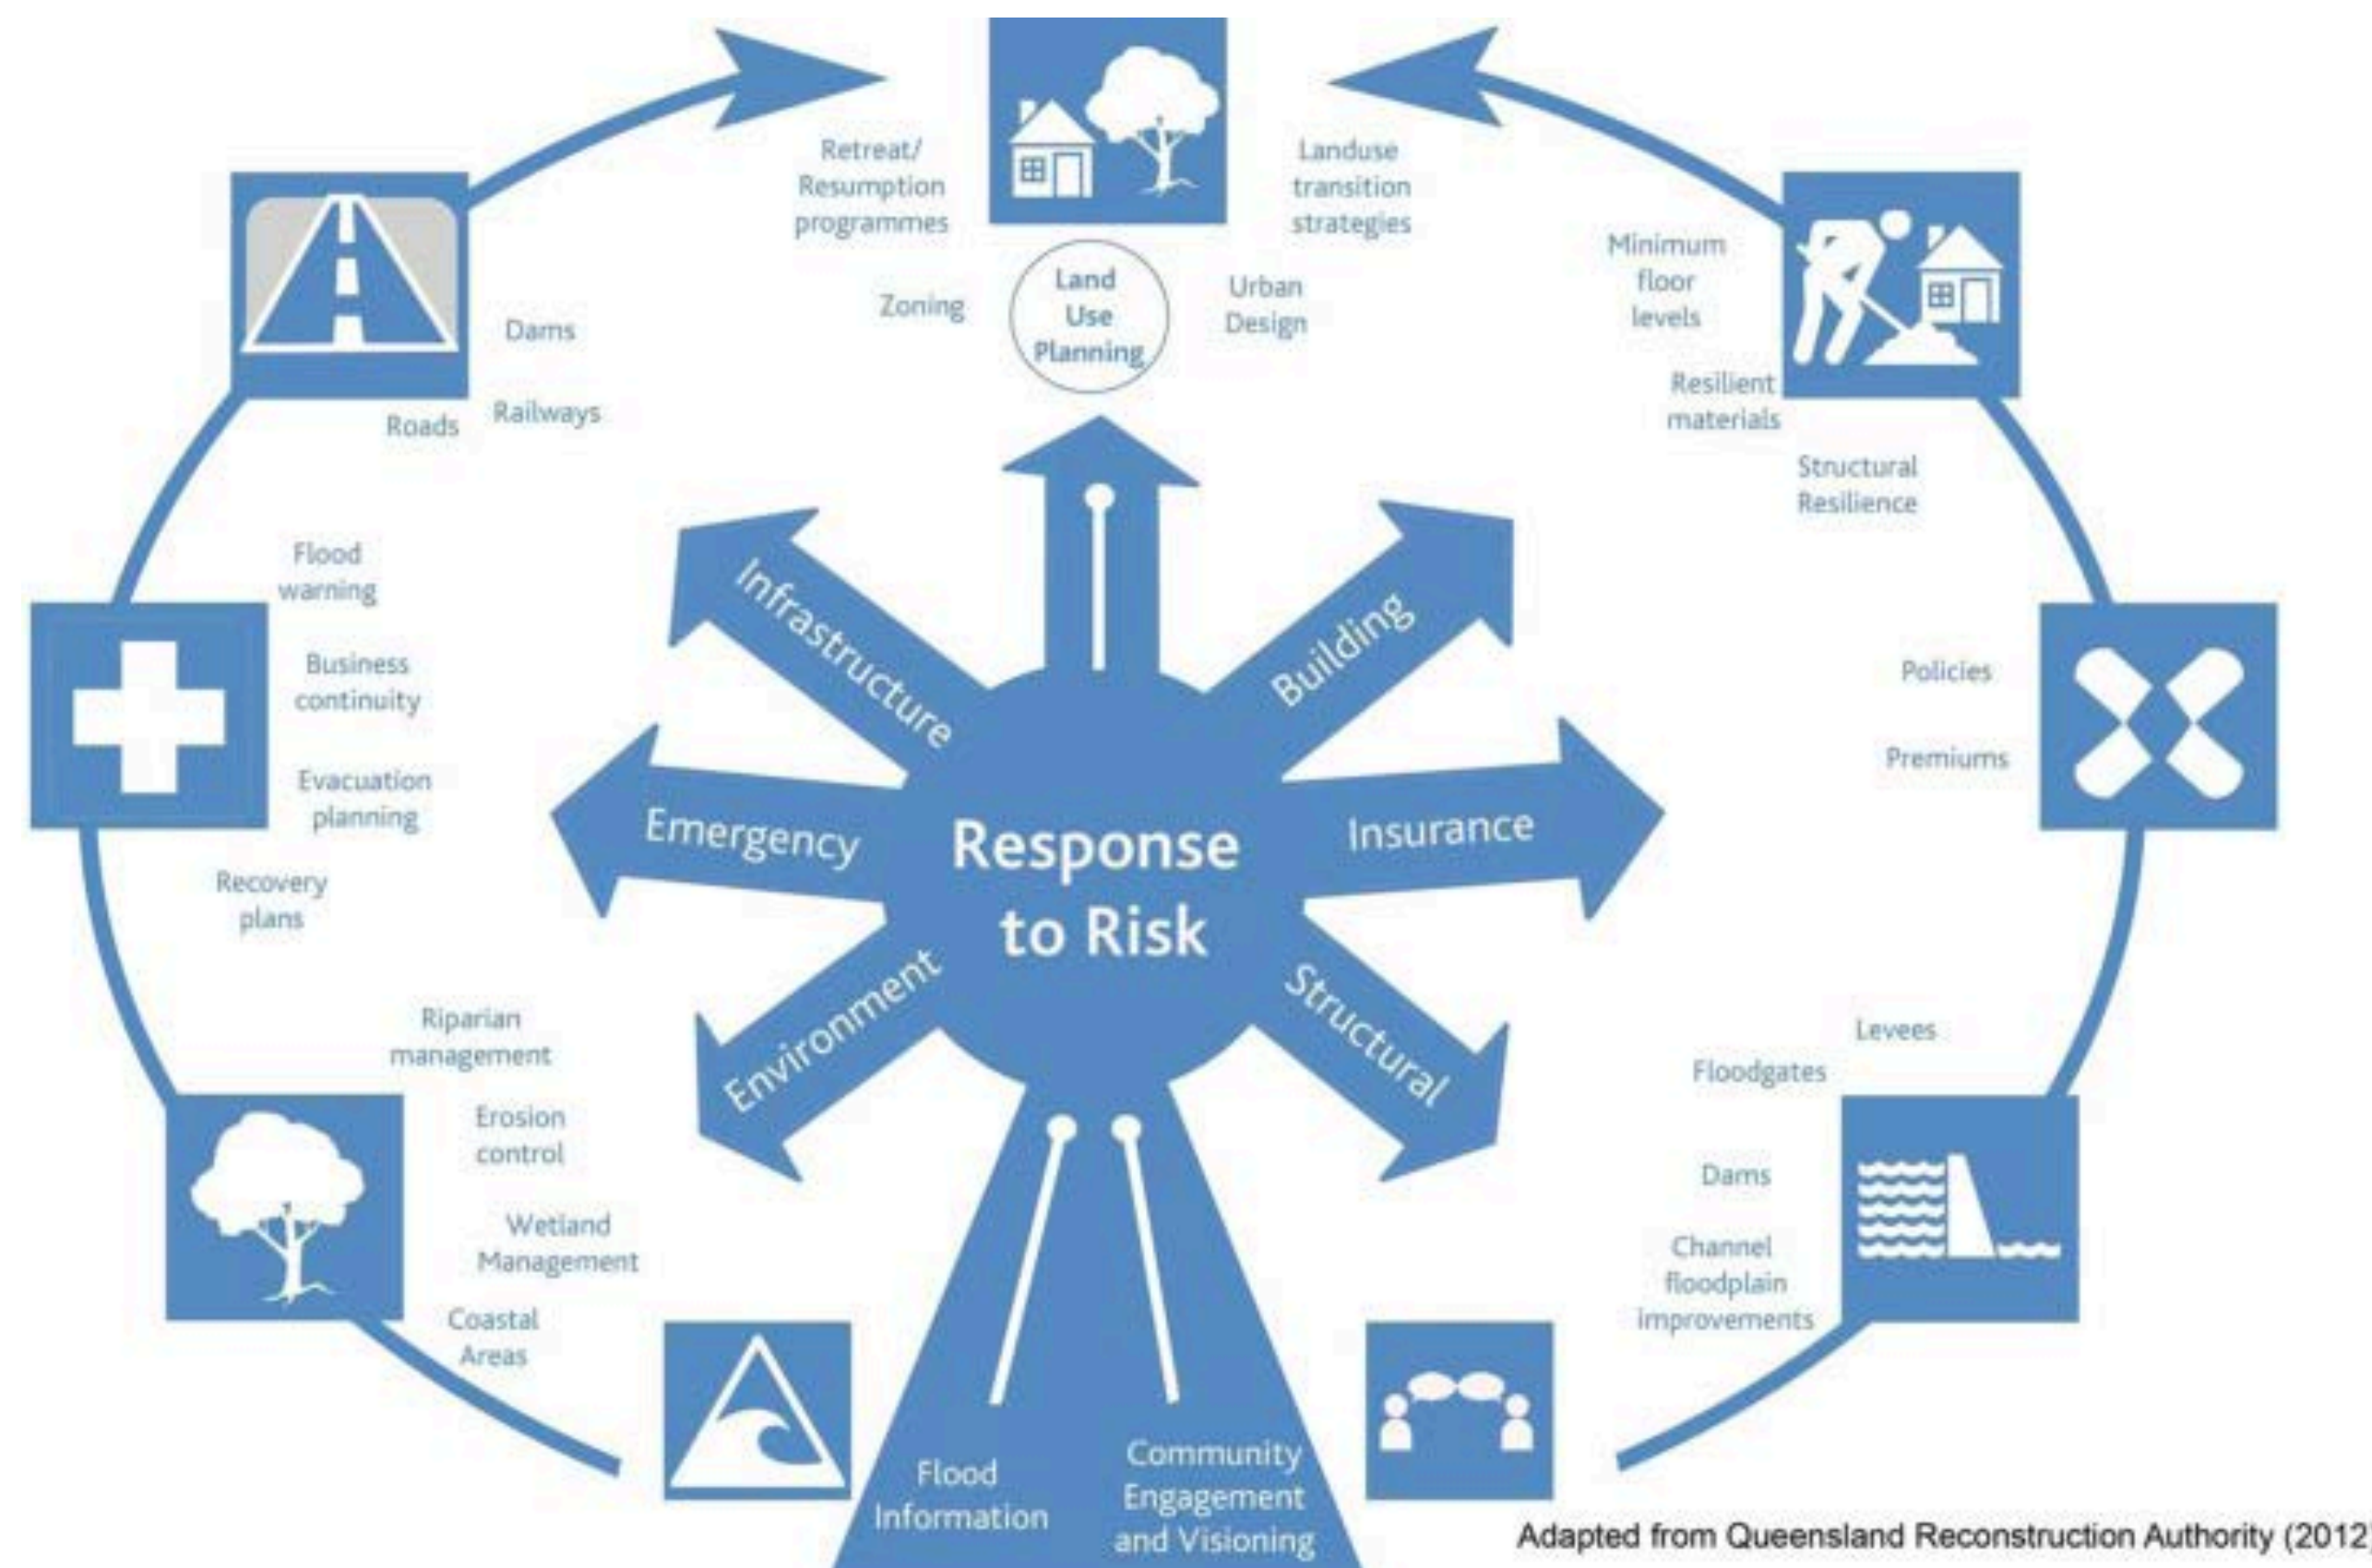 Retreat/
Resumption
programmes
Landuse
transition
strategies
Zoning
Land
Use
Planning
Urban
Design
Minimum
floor
levels
Resilient
materials
Structural
Resilience
Dams
Roads
Railways
Flood
warning
Business
continuity
Evacuation
planning
Recovery
plans
Policies
Premiums
Infrastructure
Building
Emergency
Insurance
Response
to Risk
Environment
Structural
Riparian
management
Erosion
control
Wetland
Management
Coastal
Areas
Levees
Floodgates
Dams
Channel
floodplain
improvements
Flood
Information
Community
Engagement
and Visioning
Adapted from Queensland Reconstruction Authority (2012)